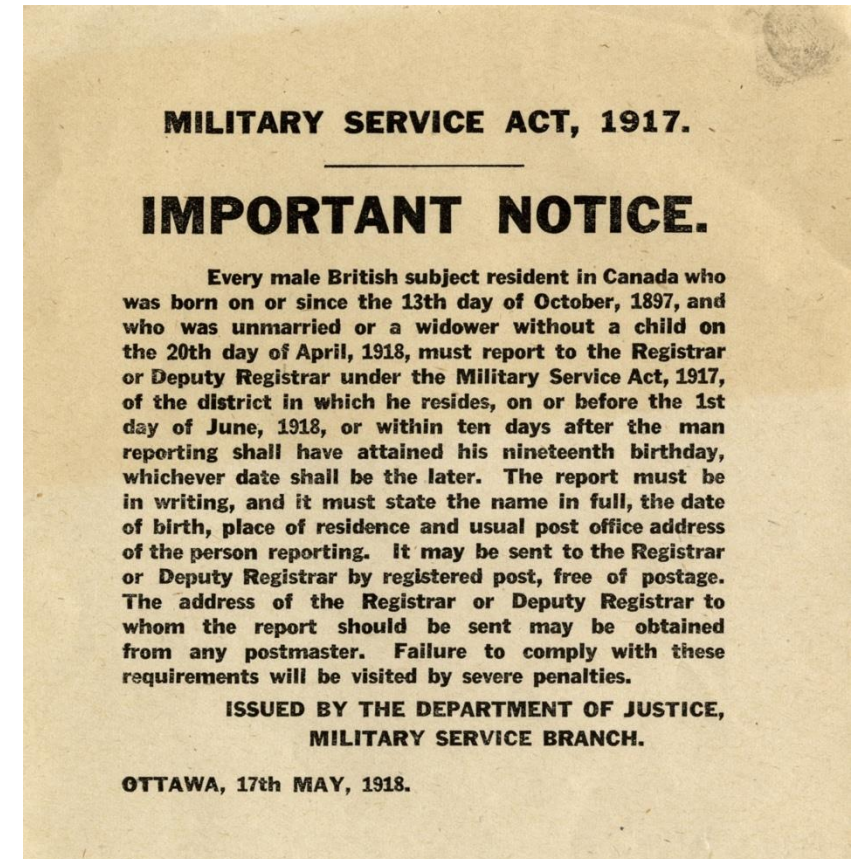 MILITARY SERVICE ACT, 1917.
IMPORTANT NOTICE.
Every male British subject resident in Canada who
was born on or since the 13th day of October, 1897, and
who was unmarried or a widower without a child on
the 20th day of April, 1918, must report to the Registrar
or Deputy Registrar under the Military Service Act, 1917,
of the district in which he resides, on or before the 1st
day of June, 1918, or within ten days after the man
reporting shall have attained his nineteenth birthday,
whichever date shall be the later. The report must be
in writing, and it must state the name in full, the date
of birth, place of residence and usual post office address
of the person reporting. It may be sent to the Registrar
or Deputy Registrar by registered post, free of postage.
The address of the Registrar or Deputy Registrar to
whom the report should be sent may be obtained
from any postmaster. Failure to comply with these
requirements will be visited by severe penalties.
ISSUED BY THE DEPARTMENT OF JUSTICE,
MILITARY SERVICE BRANCH.
OTTAWA, 17th MAY, 1918.